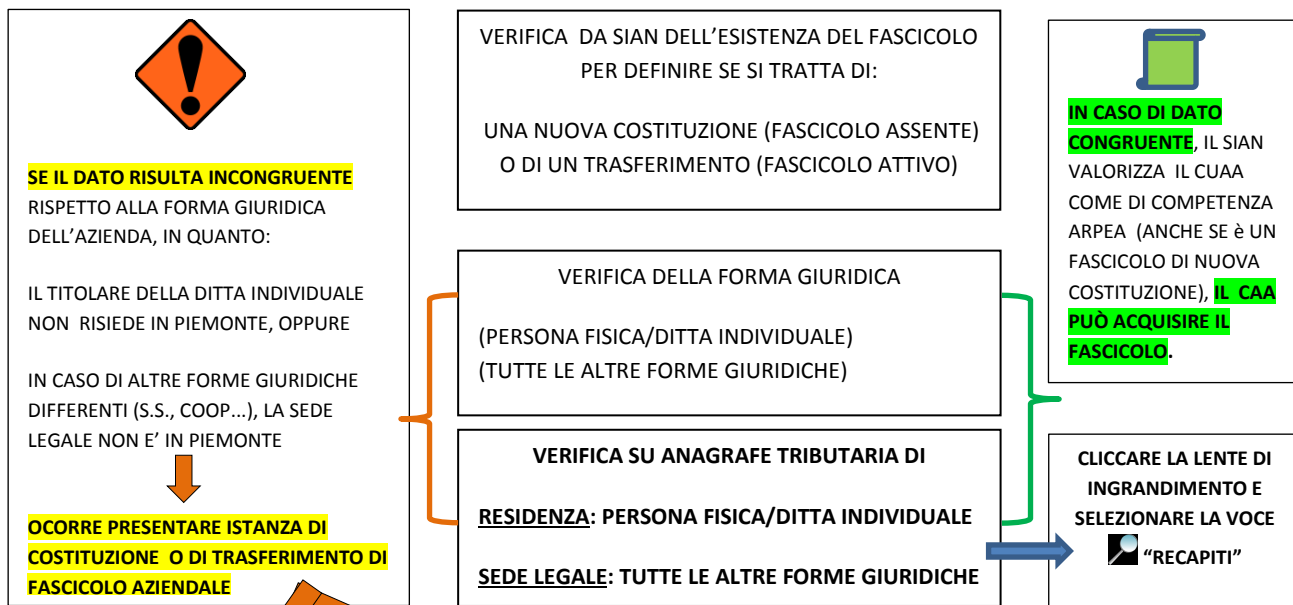 SE IL DATO RISULTA INCONGRUENTE
RISPETTO ALLA FORMA GIURIDICA
DELL’AZIENDA, IN QUANTO:
IL TITOLARE DELLA DITTA INDIVIDUALE
NON RISIEDE IN PIEMONTE, OPPURE
IN CASO DI ALTRE FORME GIURIDICHE
DIFFERENTI (S.S., COOP...), LA SEDE
LEGALE NON E’ IN PIEMONTE
OCORRE PRESENTARE ISTANZA DI
COSTITUZIONE O DI TRASFERIMENTO DI
FASCICOLO AZIENDALE
VERIFICA DA SIAN DELL’ESISTENZA DEL FASCICOLO
PER DEFINIRE SE SI TRATTA DI:
UNA NUOVA COSTITUZIONE (FASCICOLO ASSENTE)
O DI UN TRASFERIMENTO (FASCICOLO ATTIVO)
VERIFICA DELLA FORMA GIURIDICA
(PERSONA FISICA/DITTA INDIVIDUALE)
(TUTTE LE ALTRE FORME GIURIDICHE)
VERIFICA SU ANAGRAFE TRIBUTARIA DI
RESIDENZA: PERSONA FISICA/DITTA INDIVIDUALE
SEDE LEGALE: TUTTE LE ALTRE FORME GIURIDICHE
IN CASO DI DATO
CONGRUENTE, IL SIAN
VALORIZZA IL CUAA
COME DI COMPETENZA
ARPEA (ANCHE SE è UN
FASCICOLO DI NUOVA
COSTITUZIONE), IL CAA
PUÒ ACQUISIRE IL
FASCICOLO.
CLICCARE LA LENTE DI
INGRANDIMENTO E
SELEZIONARE LA VOCE
“RECAPITI”